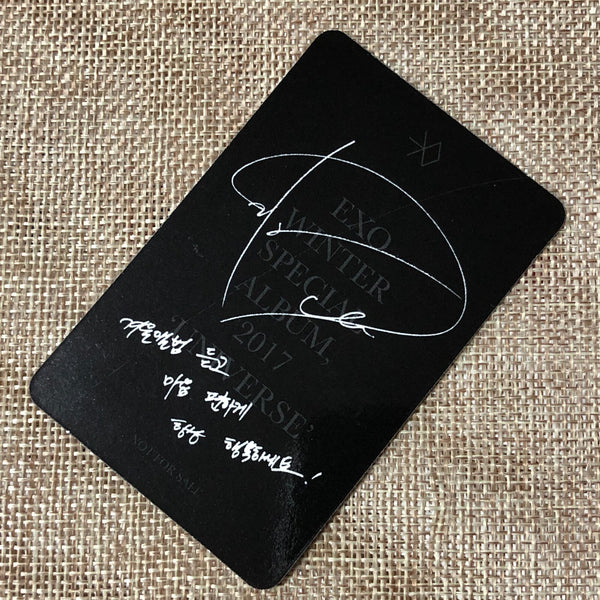 EXO
WINTER
SPECIAL
ALBUM,
2017
'UNIVERSE'
겨울앨범 듣고
마음 편하게
항상 행복하세요!
NOT FOR SALE